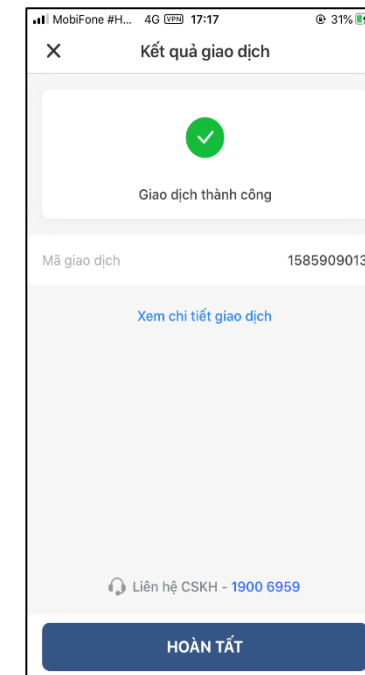 MobiFone #H... 4G VPN 17:17 31%
Kết quả giao dịch
Giao dịch thành công
Mã giao dịch 1585909013
Xem chi tiết giao dịch
Liên hệ CSKH - 1900 6959
HOÀN TẤT